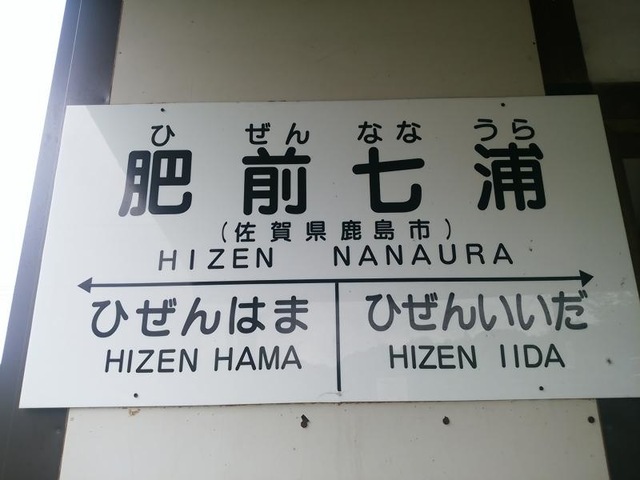 ひ ぜん なな うら
肥前七浦
(佐賀県鹿島市)
HIZEN NANAURA
ひぜんはま
HIZEN HAMA
ひぜんいいだ
HIZEN IIDA